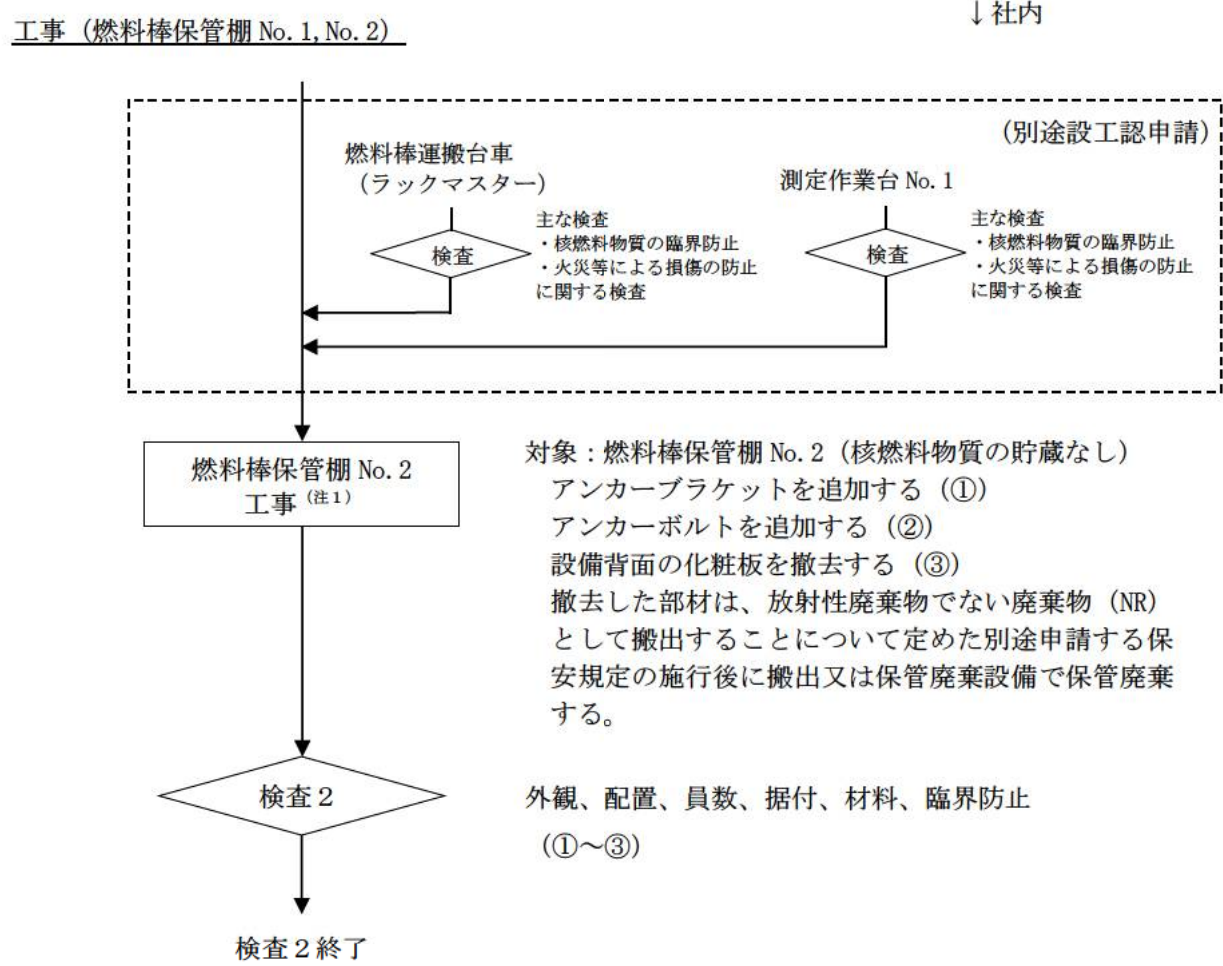 ↓社内
工事（燃料棒保管棚 No.1,No.2）
（別途設工認申請）
燃料棒運搬台車
（ラックマスター）
検査
主な検査
・核燃料物質の臨界防止
・火災等による損傷の防止
に関する検査
測定作業台 No.1
検査
主な検査
・核燃料物質の臨界防止
・火災等による損傷の防止
に関する検査
燃料棒保管棚 No.2
工事（注１）
対象：燃料棒保管棚 No.2（核燃料物質の貯蔵なし）
アンカーブラケットを追加する（①）
アンカーボルトを追加する（②）
設備背面の化粧板を撤去する（③）
撤去した部材は、放射性廃棄物でない廃棄物（NR）
として搬出することについて定めた別途申請する保
安規定の施行後に搬出又は保管廃棄設備で保管廃棄
する。
検査２
外観、配置、員数、据付、材料、臨界防止
（①～③）
検査２終了